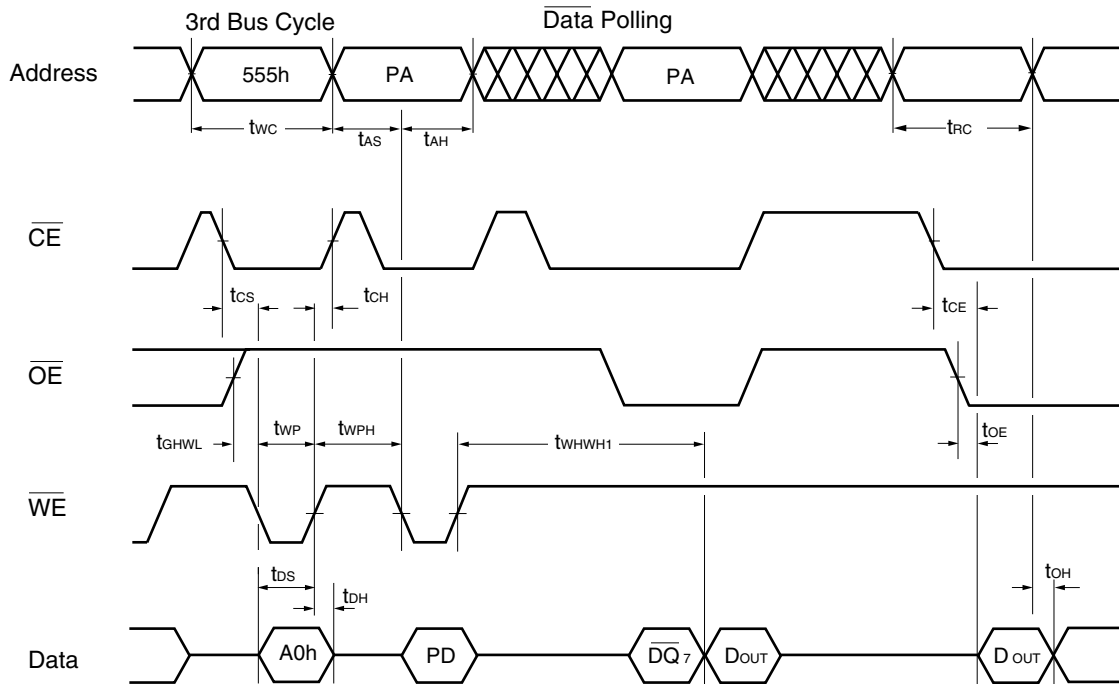 3rd Bus Cycle Data Polling
Address 555h PA PA
tWC tAS tAH tRC
CE
tCS tCH tCE
OE
tGHWL tWP tWPH tWHWH1 tOE
WE
tDS tDH tOH
Data A0h PD DQ7 DOUT DOUT